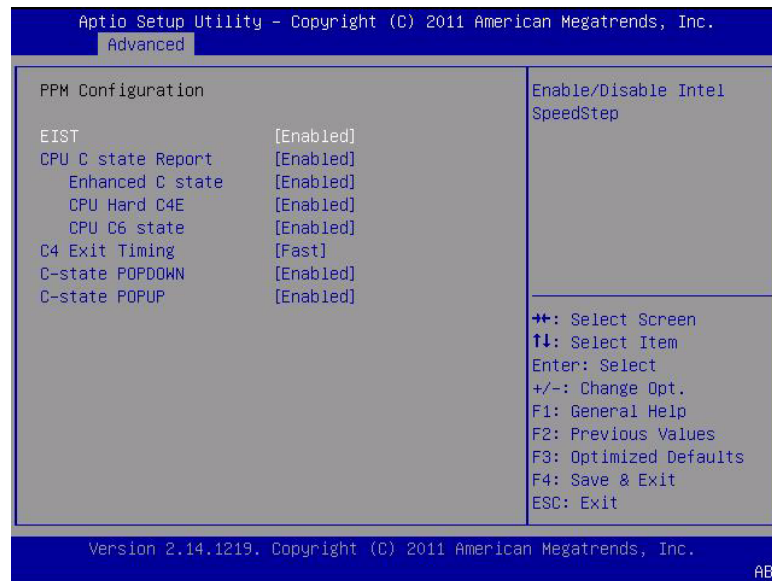 Aptio Setup Utility – Copyright (C) 2011 American Megatrends, Inc.
Advanced
PPM Configuration
EIST [Enabled]
CPU C state Report [Enabled]
Enhanced C state [Enabled]
CPU Hard C4E [Enabled]
CPU C6 state [Enabled]
C4 Exit Timing [Fast]
C-state POPDOWN [Enabled]
C-state POPUP [Enabled]
Enable/Disable Intel
SpeedStep
→←: Select Screen
↑↓: Select Item
Enter: Select
+/-: Change Opt.
F1: General Help
F2: Previous Values
F3: Optimized Defaults
F4: Save & Exit
ESC: Exit
Version 2.14.1219. Copyright (C) 2011 American Megatrends, Inc.
AB